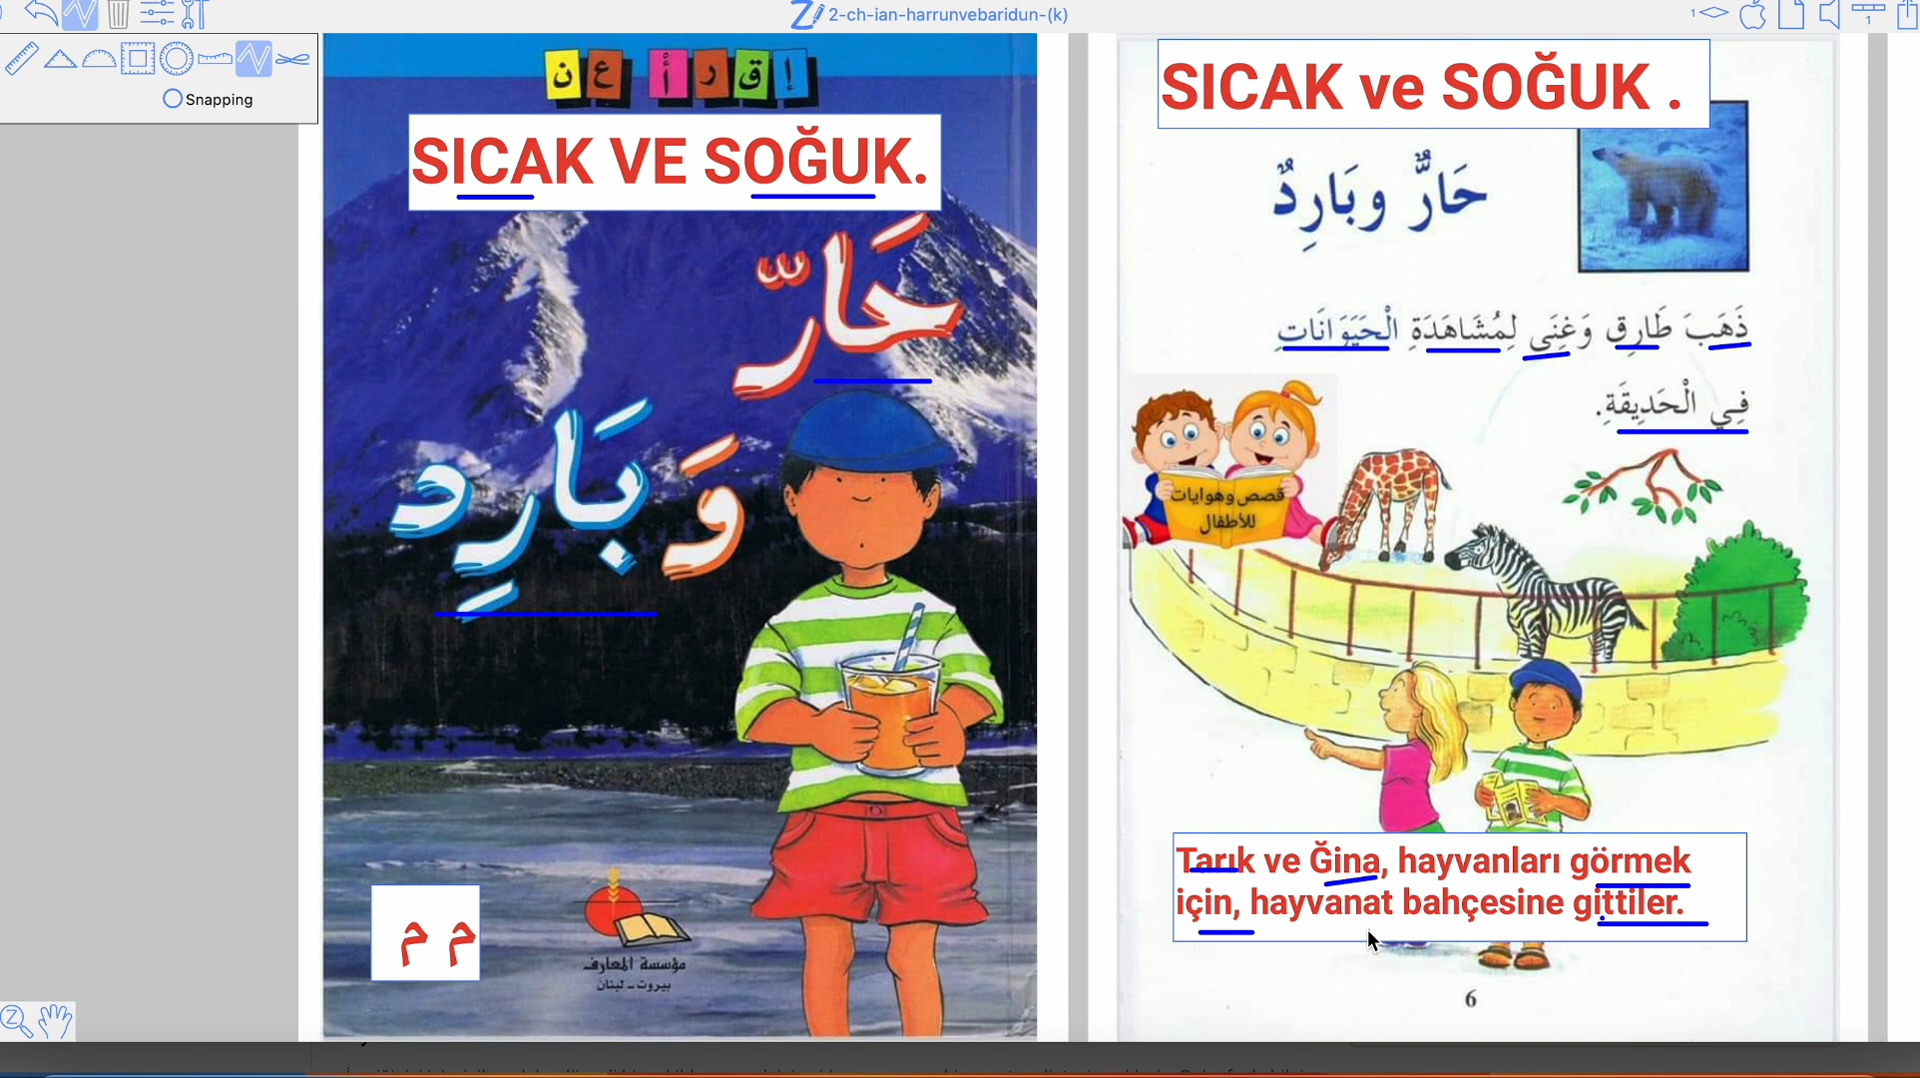 2-ch-ian-harrunvebaridun-(k)
Snapping
إقرأ عن
SICAK VE SOĞUK.
حَارّ
وَبَارِد
م م
مؤسسة المعارف
بيروت - لبنان
SICAK ve SOĞUK .
حَارٌّ وبَارِدٌ
ذَهَبَ طَارِق وَغِنَى لِمُشَاهَدَةِ الْحَيَوَانَاتِ
فِي الْحَدِيقَةِ.
قصص وهوايات
للأطفال
Tarık ve Ğina, hayvanları görmek
için, hayvanat bahçesine gittiler.
6